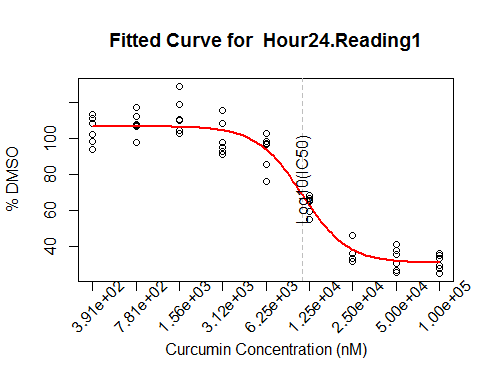 Fitted Curve for Hour24.Reading1
% DMSO
100
80
60
40
Log10(IC50)
3.91e+02
7.81e+02
1.56e+03
3.12e+03
6.25e+03
1.25e+04
2.50e+04
5.00e+04
1.00e+05
Curcumin Concentration (nM)